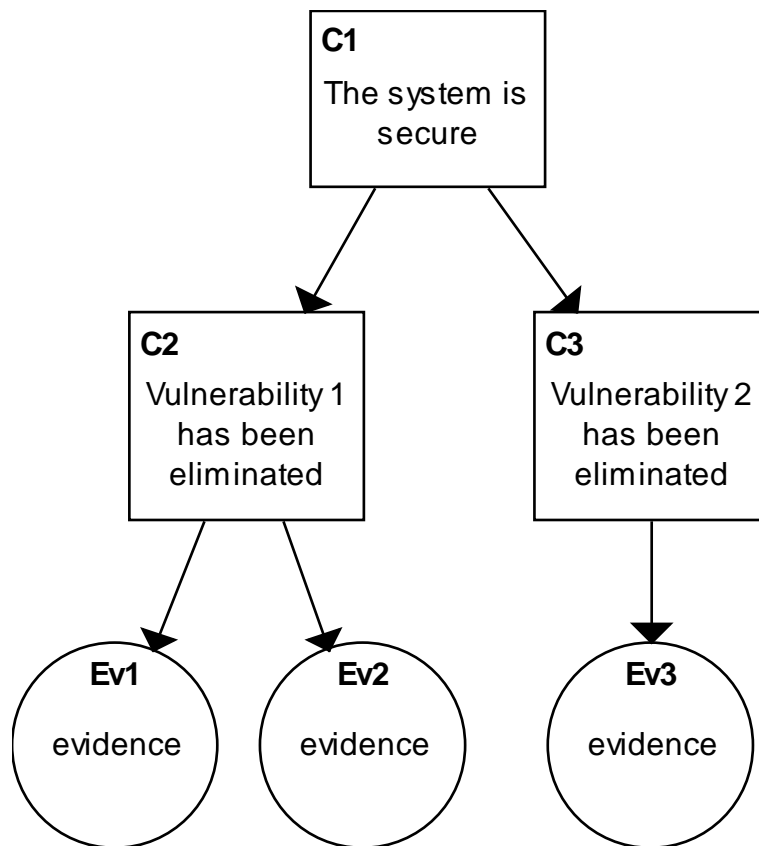 C1
The system is
secure
C2
Vulnerability 1
has been
eliminated
C3
Vulnerability 2
has been
eliminated
Ev1
evidence
Ev2
evidence
Ev3
evidence